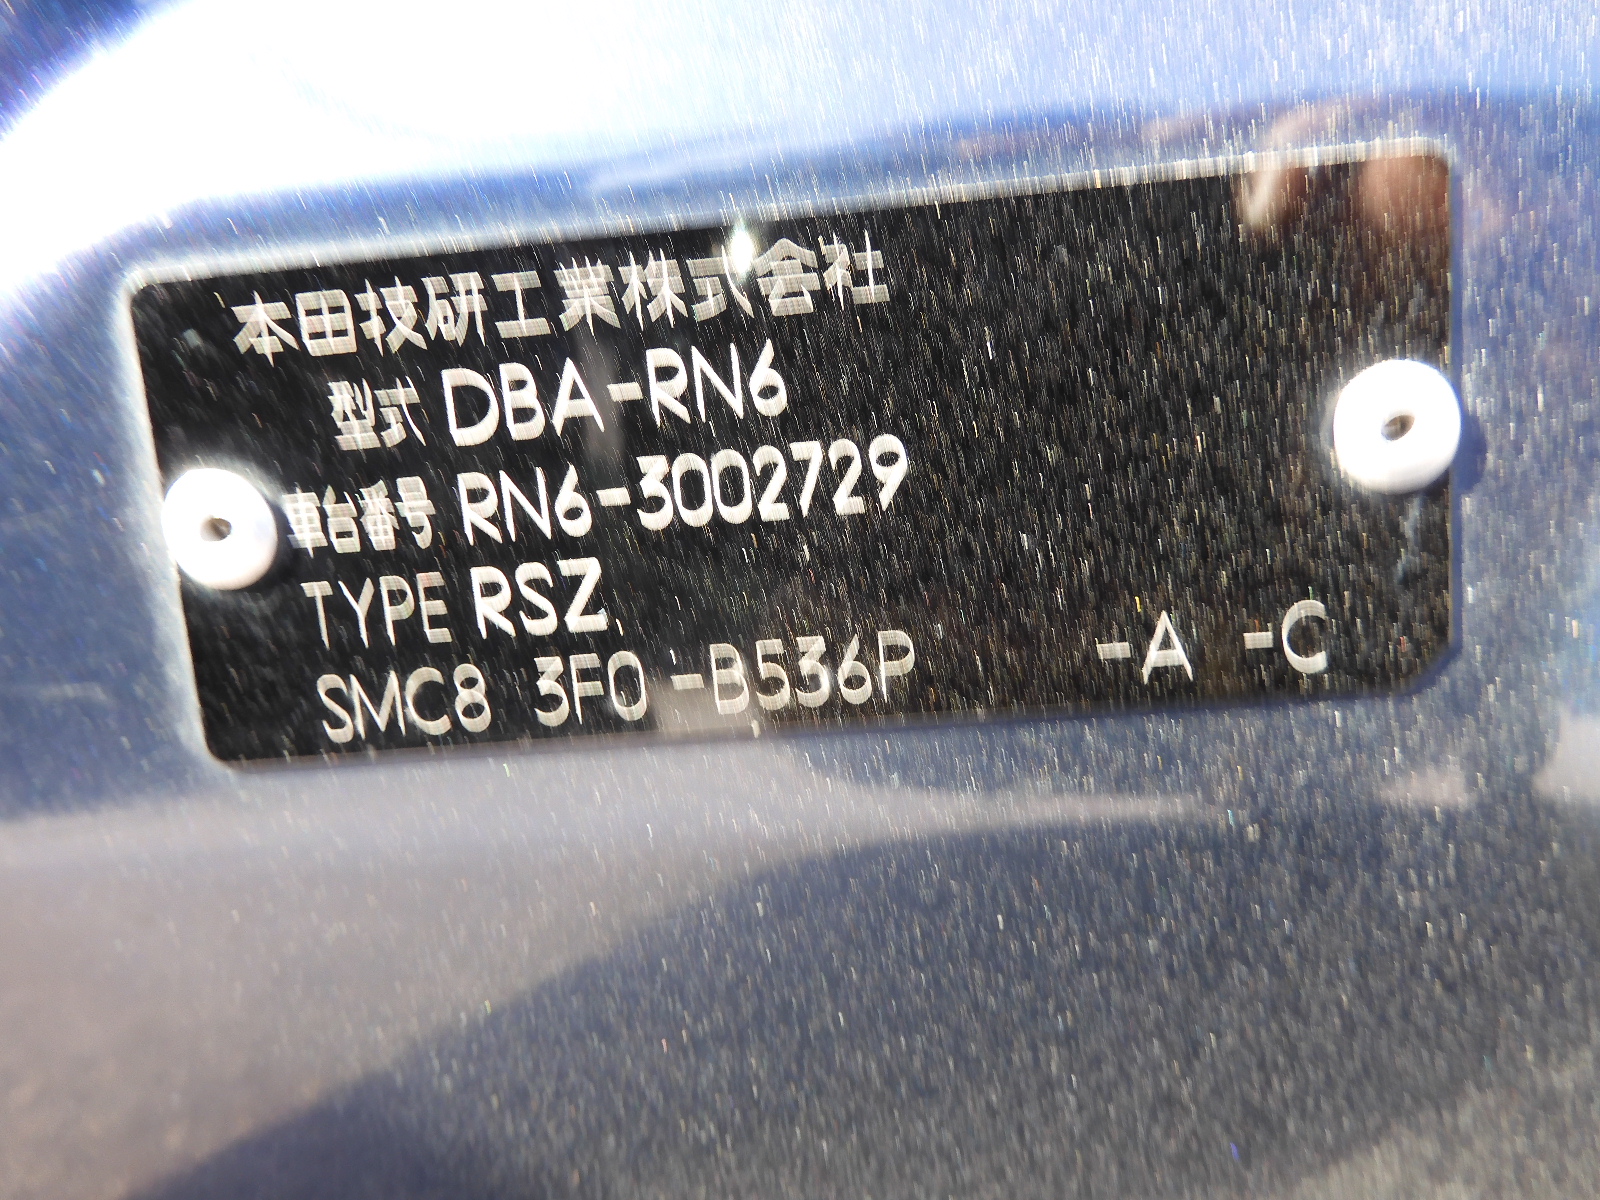 本田技研工業株式会社
型式 DBA-RN6
車台番号 RN6-3002729
TYPE RSZ
SMC8 3F0 -B536P -A -C